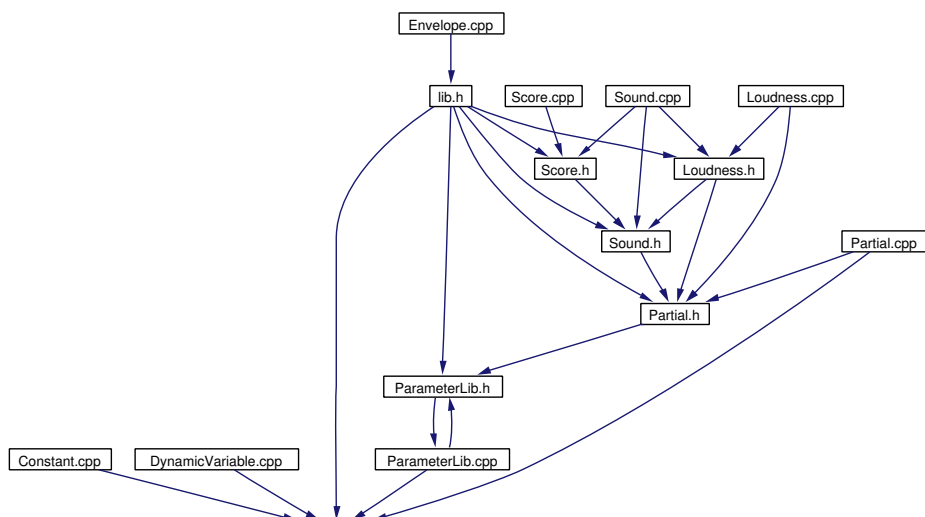 Envelope.cpp
lib.h
Score.cpp
Sound.cpp
Loudness.cpp
Score.h
Loudness.h
Sound.h
Partial.cpp
Partial.h
ParameterLib.h
Constant.cpp
DynamicVariable.cpp
ParameterLib.cpp